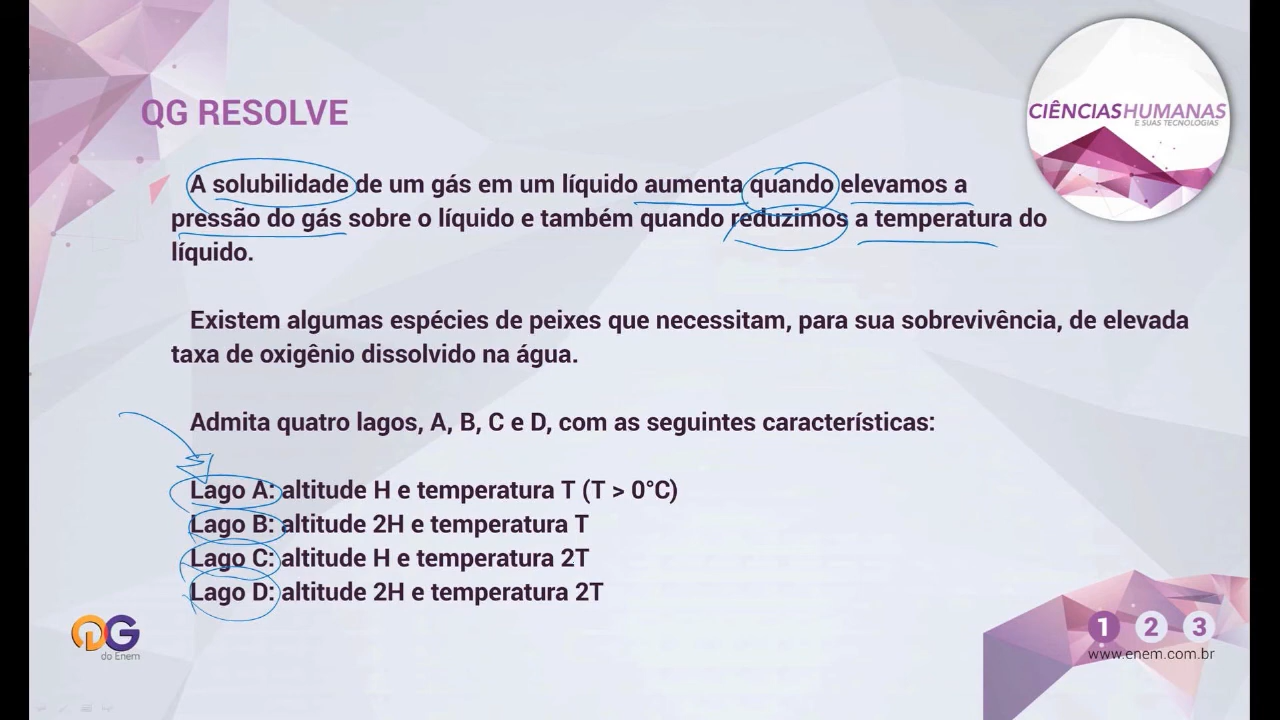 QG RESOLVE
CIÊNCIASHUMANAS
E SUAS TECNOLOGIAS
A solubilidade de um gás em um líquido aumenta quando elevamos a
pressão do gás sobre o líquido e também quando reduzimos a temperatura do
líquido.
Existem algumas espécies de peixes que necessitam, para sua sobrevivência, de elevada
taxa de oxigênio dissolvido na água.
Admita quatro lagos, A, B, C e D, com as seguintes características:
Lago A: altitude H e temperatura T (T > 0°C)
Lago B: altitude 2H e temperatura T
Lago C: altitude H e temperatura 2T
Lago D: altitude 2H e temperatura 2T
QG
do Enem
1 2 3
www.enem.com.br